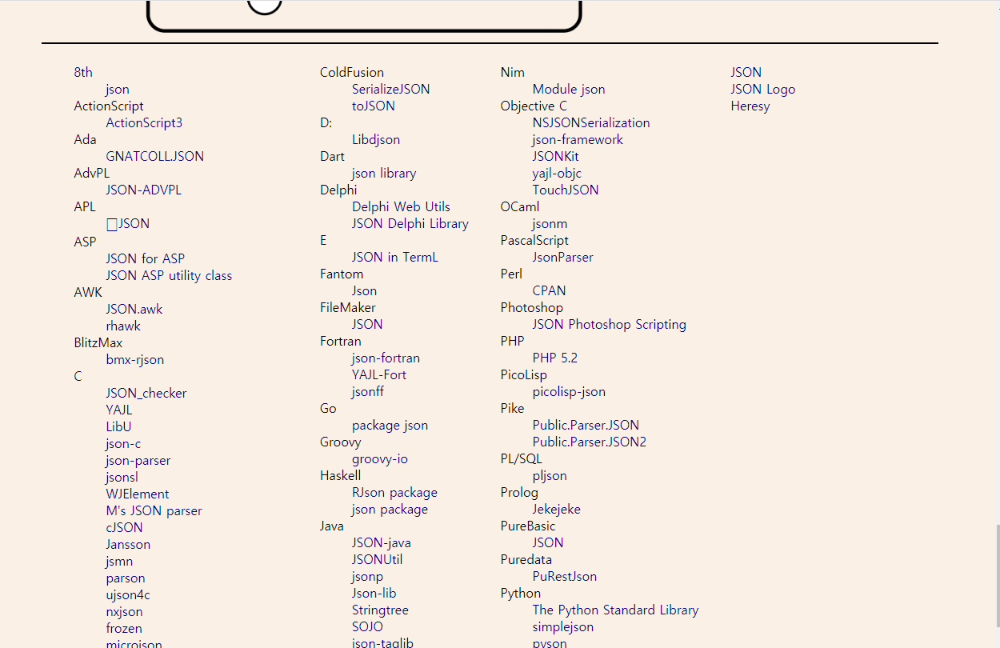 8th
json
ActionScript
ActionScript3
Ada
GNATCOLL.JSON
AdvPL
JSON-ADVPL
APL
⎕JSON
ASP
JSON for ASP
JSON ASP utility class
AWK
JSON.awk
rhawk
BlitzMax
bmx-rjson
C
JSON_checker
YAJL
LibU
json-c
json-parser
jsonsl
WJElement
M's JSON parser
cJSON
Jansson
jsmn
parson
ujson4c
nxjson
frozen
microjson
ColdFusion
SerializeJSON
toJSON
D:
Libdjson
Dart
json library
Delphi
Delphi Web Utils
JSON Delphi Library
E
JSON in TermL
Fantom
Json
FileMaker
JSON
Fortran
json-fortran
YAJL-Fort
jsonff
Go
package json
Groovy
groovy-io
Haskell
RJson package
json package
Java
JSON-java
JSONUtil
jsonp
Json-lib
Stringtree
SOJO
json-taglib
Nim
Module json
Objective C
NSJSONSerialization
json-framework
JSONKit
yajl-objc
TouchJSON
OCaml
jsonm
PascalScript
JsonParser
Perl
CPAN
Photoshop
JSON Photoshop Scripting
PHP
PHP 5.2
PicoLisp
picolisp-json
Pike
Public.Parser.JSON
Public.Parser.JSON2
PL/SQL
pljson
Prolog
Jekejeke
PureBasic
JSON
Puredata
PuRestJson
Python
The Python Standard Library
simplejson
pyson
JSON
JSON Logo
Heresy